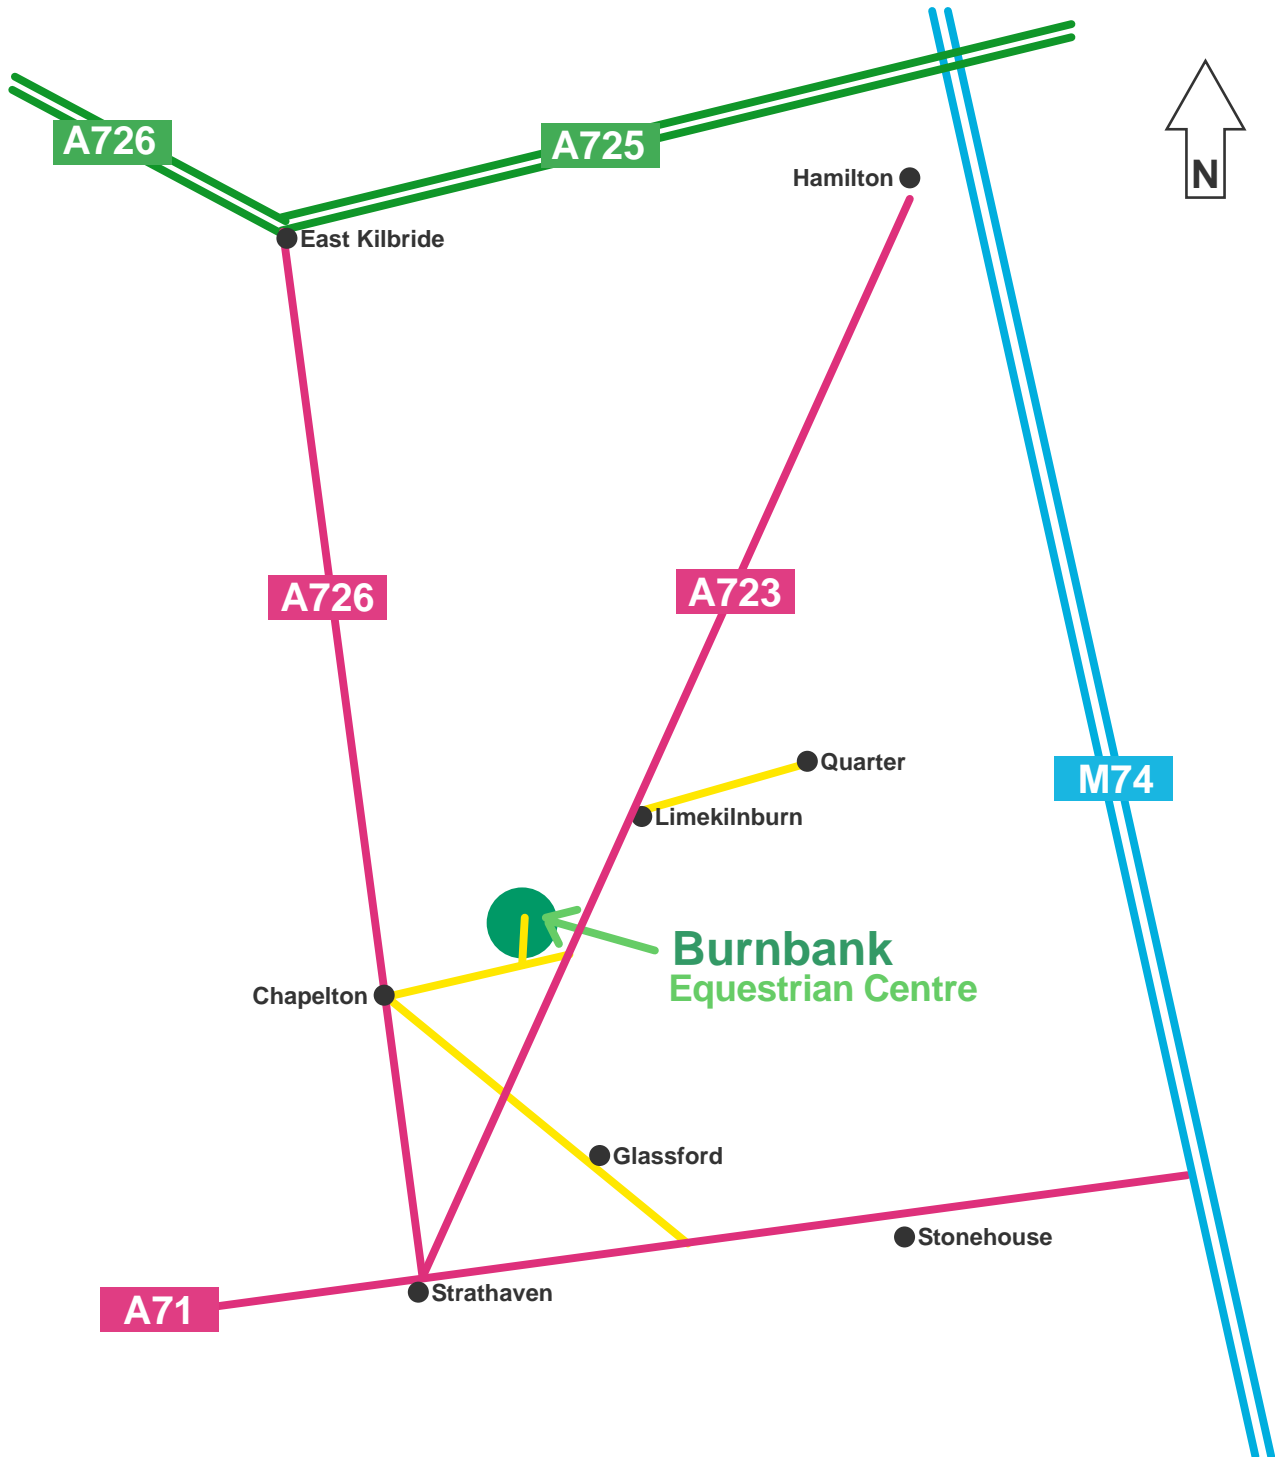 A726
A725
Hamilton
N
East Kilbride
A726
A723
Quarter
M74
Limekilnburn
Burnbank
Equestrian Centre
Chapelton
Glassford
Stonehouse
Strathaven
A71